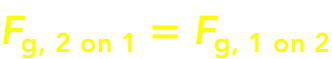 Fg, 2 on 1 = Fg, 1 on 2